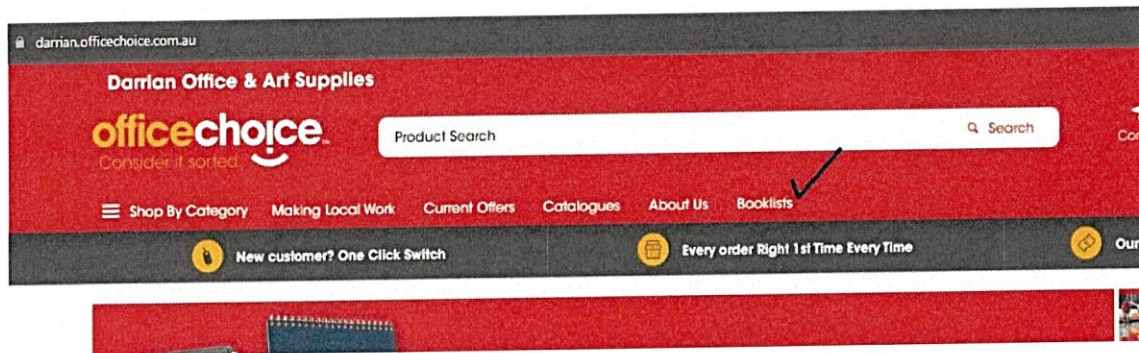 darrian.officechoice.com.au
Darrian Office & Art Supplies
officechoice
Consider it sorted.
Product Search
Search
Shop By Category Making Local Work Current Offers Catalogues About Us Booklists
New customer? One Click Switch
Every order Right 1st Time Every Time
Our